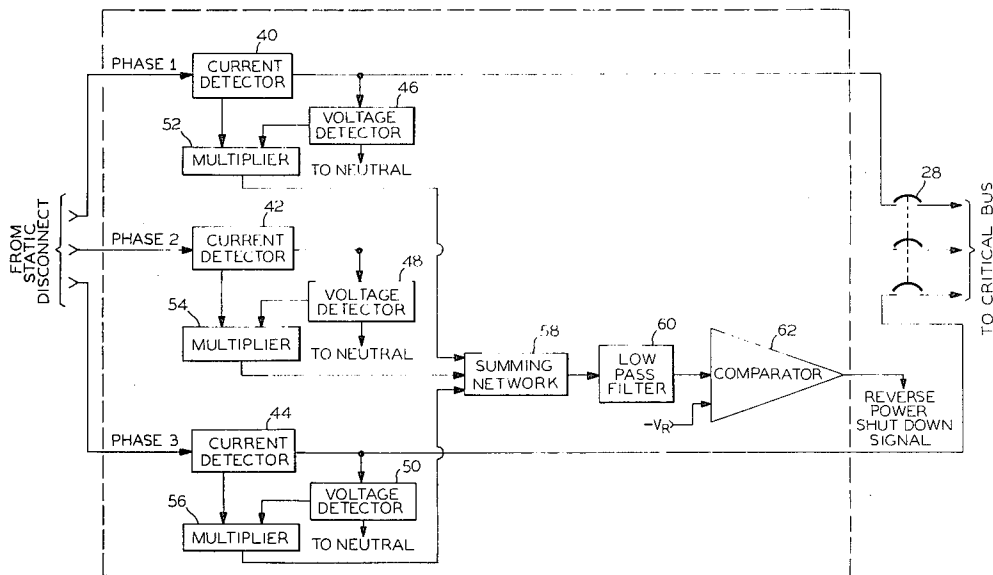 40
PHASE 1
CURRENT
DETECTOR
46
VOLTAGE
DETECTOR
52
MULTIPLIER
TO NEUTRAL
28
FROM
STATIC
DISCONNECT
TO CRITICAL BUS
42
PHASE 2
CURRENT
DETECTOR
48
VOLTAGE
DETECTOR
54
MULTIPLIER
TO NEUTRAL
58
SUMMING
NETWORK
60
LOW
PASS
FILTER
62
COMPARATOR
-VR
REVERSE
POWER
SHUT DOWN
SIGNAL
44
PHASE 3
CURRENT
DETECTOR
50
VOLTAGE
DETECTOR
56
MULTIPLIER
TO NEUTRAL